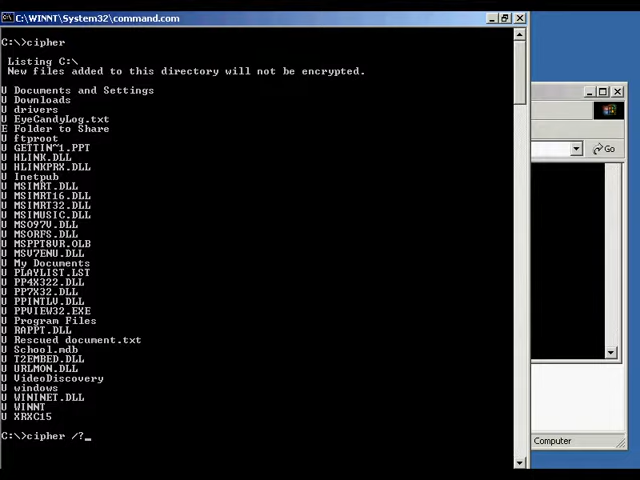 C:\WINNT\System32\command.com
C:\>cipher
Listing C:\
New files added to this directory will not be encrypted.
U Documents and Settings
U Downloads
U drivers
U EyeCandyLog.txt
E Folder to Share
U ftproot
U GETTIN~1.PPT
U HLINK.DLL
U HLINKPRX.DLL
U Inetpub
U MSIMRT.DLL
U MSIMRT16.DLL
U MSIMRT32.DLL
U MSIMUSIC.DLL
U MSO97V.DLL
U MSORFS.DLL
U MSPPT8VR.OLB
U MSV7ENU.DLL
U My Documents
U PLAYLIST.LST
U PP4X322.DLL
U PP7X32.DLL
U PPINTLV.DLL
U PPVIEW32.EXE
U Program Files
U RAPPT.DLL
U Rescued document.txt
U School.mdb
U T2EMBED.DLL
U URLMON.DLL
U VideoDiscovery
U windows
U WININET.DLL
U WINNT
U XRXC15
C:\>cipher /?_
Go
Computer